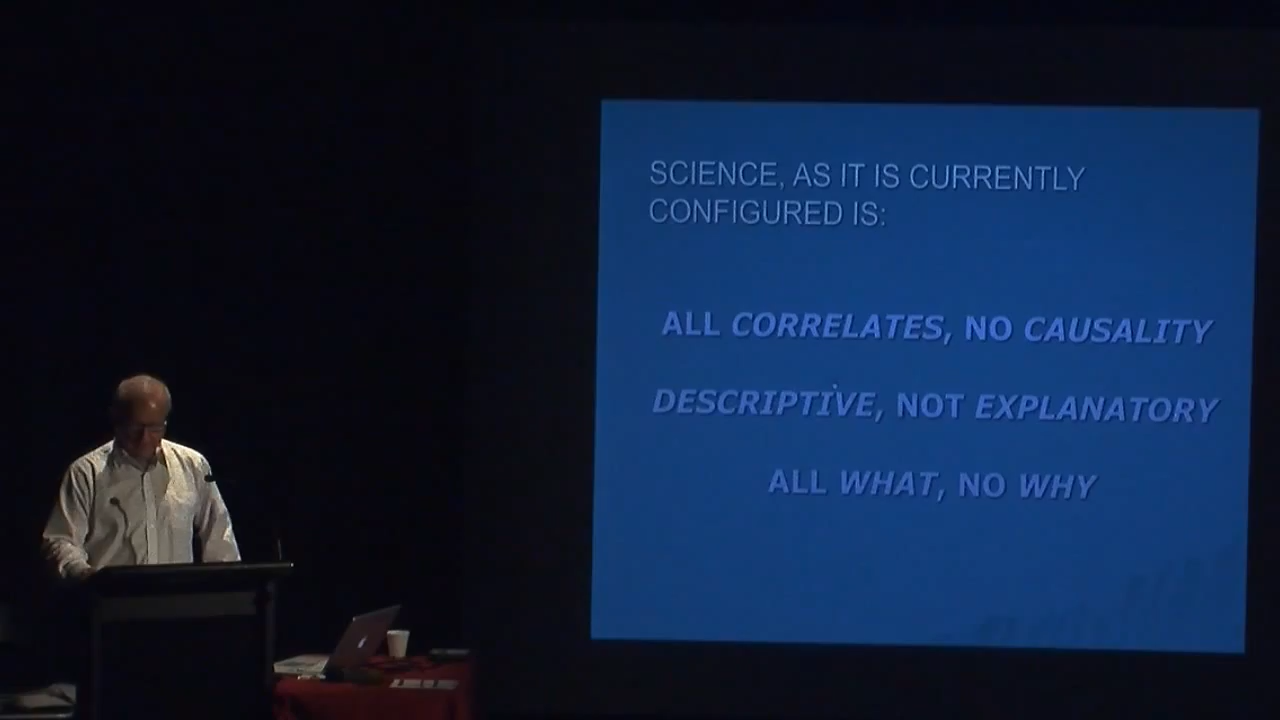 SCIENCE, AS IT IS CURRENTLY
CONFIGURED IS:
ALL CORRELATES, NO CAUSALITY
DESCRIPTIVE, NOT EXPLANATORY
ALL WHAT, NO WHY